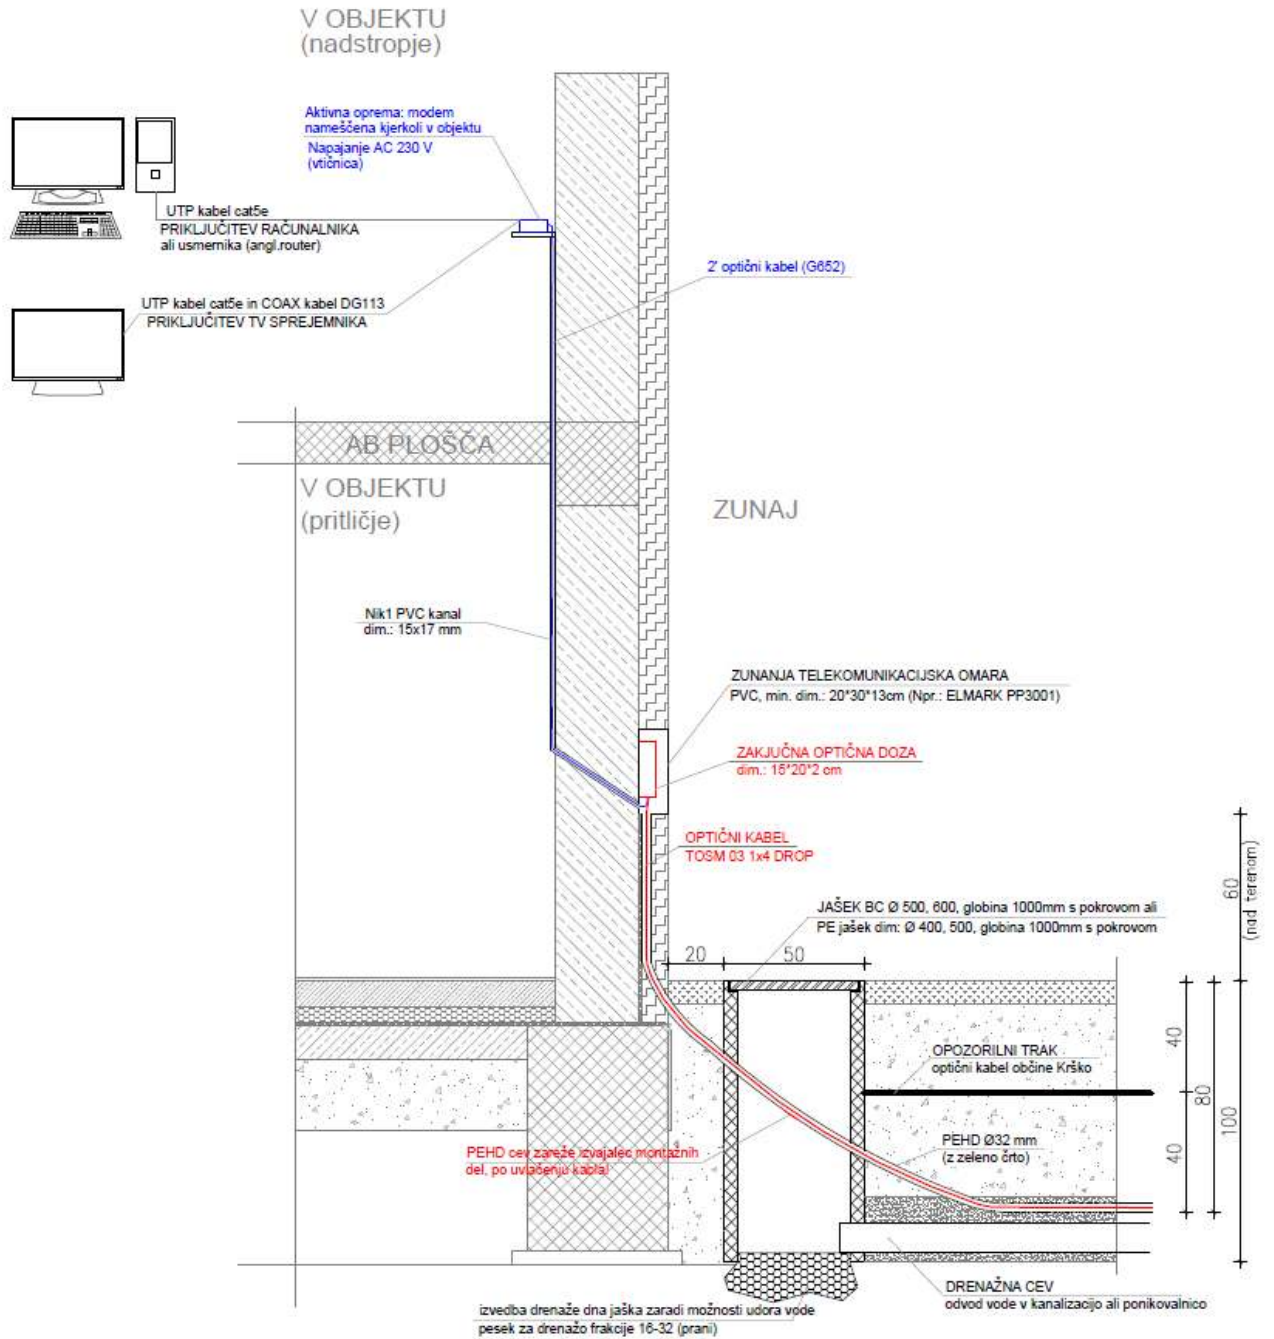 V OBJEKTU
(nadstropje)
Aktivna oprema: modem
nameščena kjerkoli v objektu
Napajanje AC 230 V
(vtičnica)
UTP kabel cat5e
PRIKLJUČITEV RAČUNALNIKA
ali usmernika (angl.router)
2' optični kabel (G652)
UTP kabel cat5e in COAX kabel DG113
PRIKLJUČITEV TV SPREJEMNIKA
AB PLOŠČA
V OBJEKTU
(pritličje)
ZUNAJ
Nik1 PVC kanal
dim.: 15x17 mm
ZUNANJA TELEKOMUNIKACIJSKA OMARA
PVC, min. dim.: 20*30*13cm (Npr.: ELMARK PP3001)
ZAKJUČNA OPTIČNA DOZA
dim.: 15*20*2 cm
OPTIČNI KABEL
TOSM 03 1x4 DROP
60
(nad terenom)
JAŠEK BC Ø 500, 600, globina 1000mm s pokrovom ali
PE jašek dim: Ø 400, 500, globina 1000mm s pokrovom
20
50
40
OPOZORILNI TRAK
optični kabel občine Krško
80
100
PEHD Ø32 mm
(z zeleno črto)
40
PEHD cev zareže izvajalec montažnih
del, po uvlačenju kabla!
DRENAŽNA CEV
odvod vode v kanalizacijo ali ponikovalnico
izvedba drenaže dna jaška zaradi možnosti udora vode
pesek za drenažo frakcije 16-32 (prani)